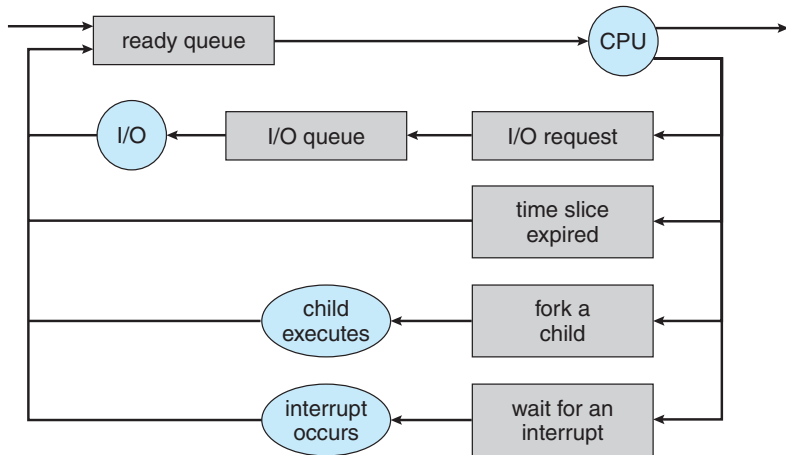 ready queue
CPU
I/O
I/O queue
I/O request
time slice
expired
child
executes
fork a
child
interrupt
occurs
wait for an
interrupt